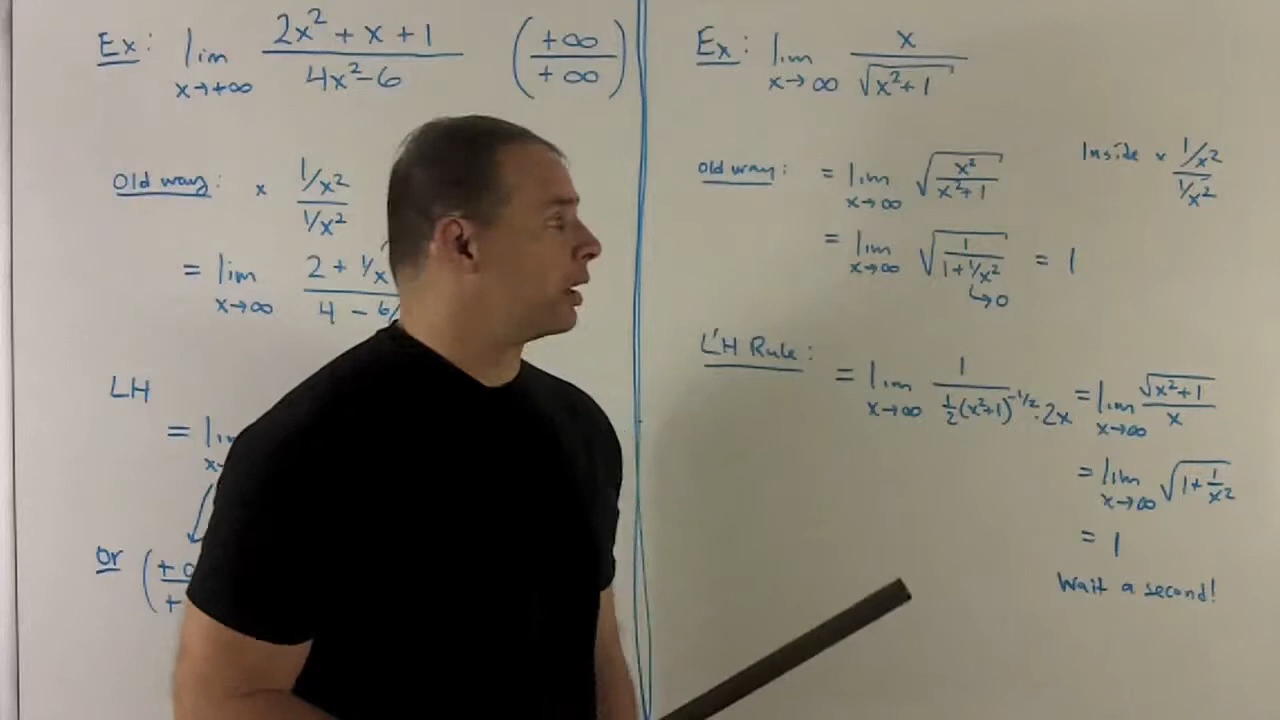 Ex: lim x→+∞ (2x² + x + 1)/(4x² - 6) (+∞/+∞)
Old way: × (1/x²)/(1/x²)
= lim x→∞ (2 + 1/x)/(4 - 6/
LH
= lim
Or (+
Ex: lim x→∞ x/√(x²+1)
Old way: = lim x→∞ √(x²/(x²+1)) Inside × (1/x²)/(1/x²)
= lim x→∞ √(1/(1+1/x²)) = 1
↳0
L'H Rule: = lim x→∞ 1/(½(x²+1)^(-1/2)·2x) = lim x→∞ √(x²+1)/x
= lim x→∞ √(1+1/x²)
= 1
Wait a second!